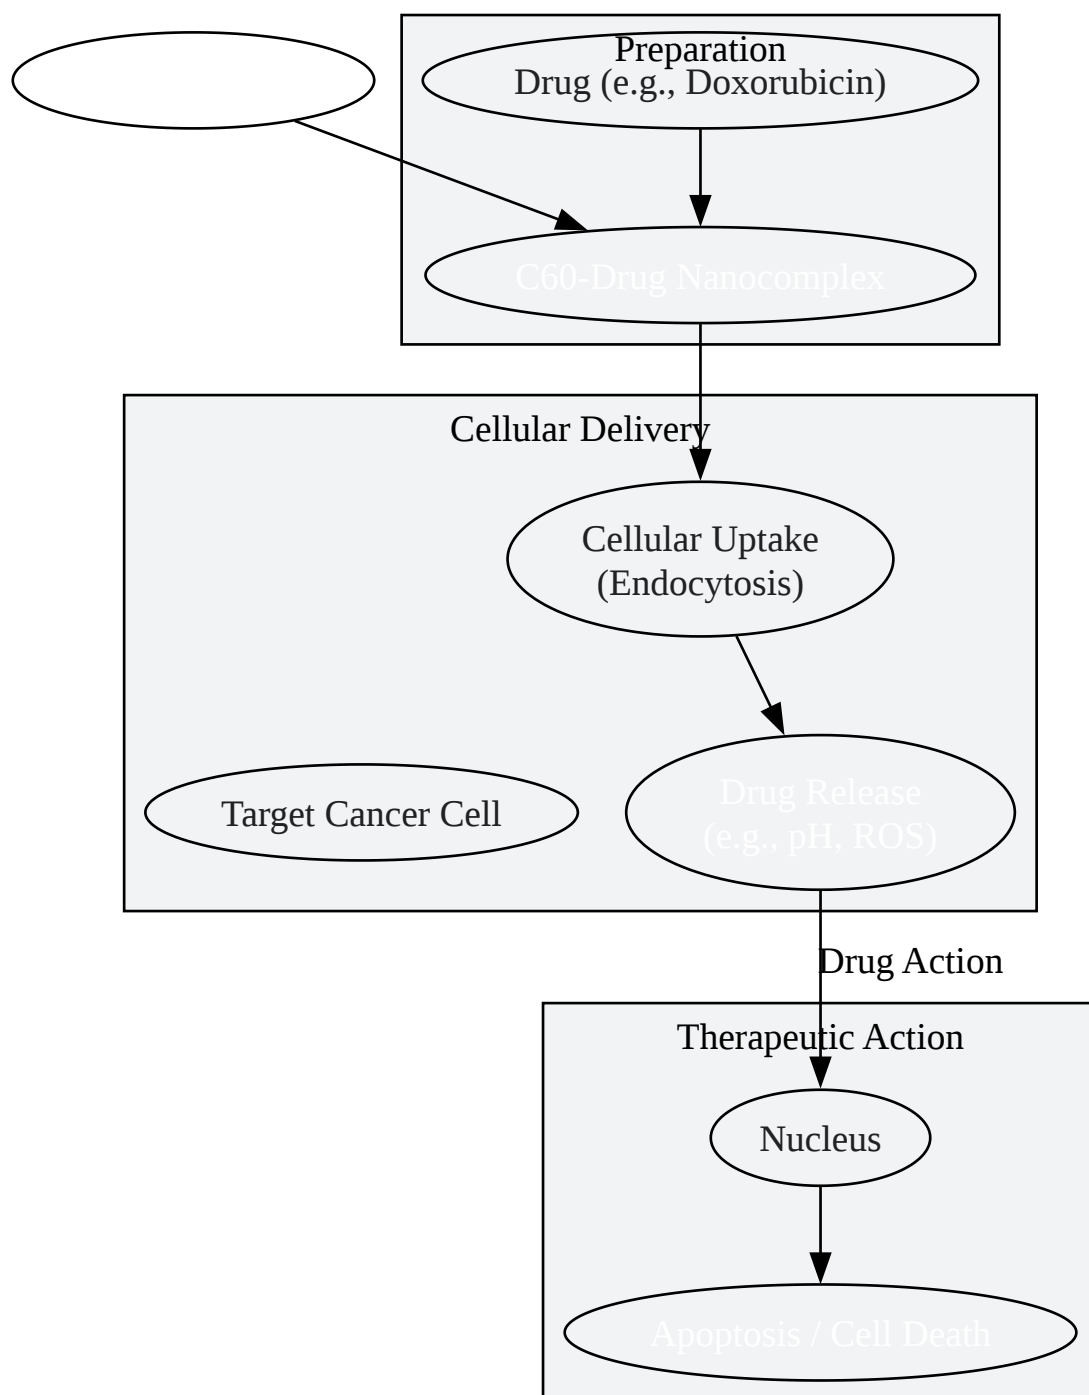 Preparation
Drug (e.g., Doxorubicin)
C60-Drug Nanocomplex
Cellular Delivery
Cellular Uptake
(Endocytosis)
Target Cancer Cell
Drug Release
(e.g., pH, ROS)
Drug Action
Therapeutic Action
Nucleus
Apoptosis / Cell Death